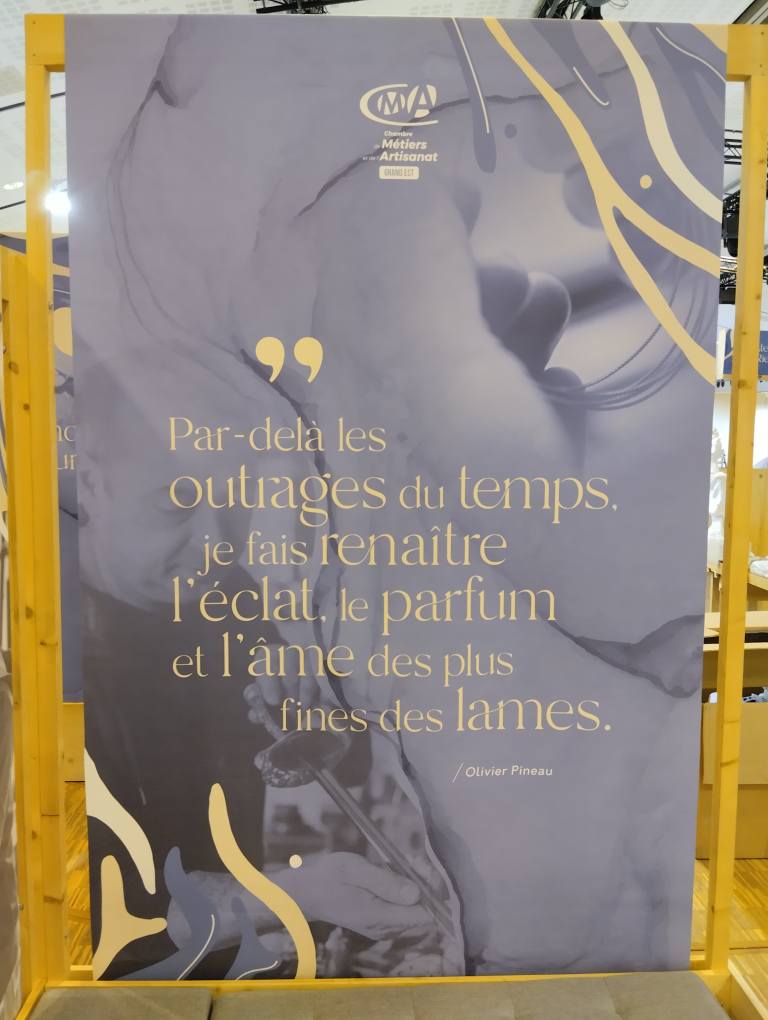 CMA
Chambre
de Métiers
et de l'Artisanat
GRAND EST
”
Par-delà les
outrages du temps,
je fais renaître
l'éclat, le parfum
et l'âme des plus
fines des lames.
/Olivier Pineau